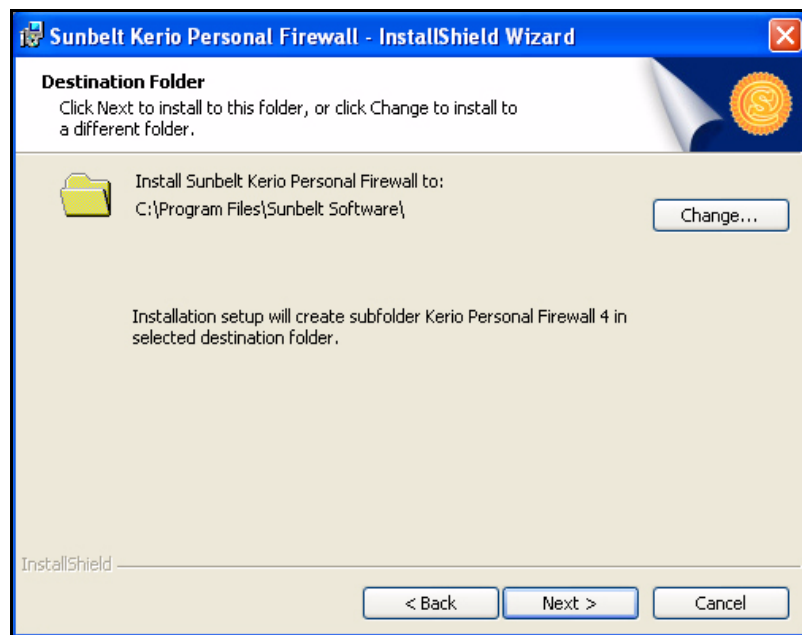 Sunbelt Kerio Personal Firewall - InstallShield Wizard
Destination Folder
Click Next to install to this folder, or click Change to install to
a different folder.
S
Install Sunbelt Kerio Personal Firewall to:
C:\Program Files\Sunbelt Software\
Change...
Installation setup will create subfolder Kerio Personal Firewall 4 in
selected destination folder.
InstallShield
< Back
Next >
Cancel